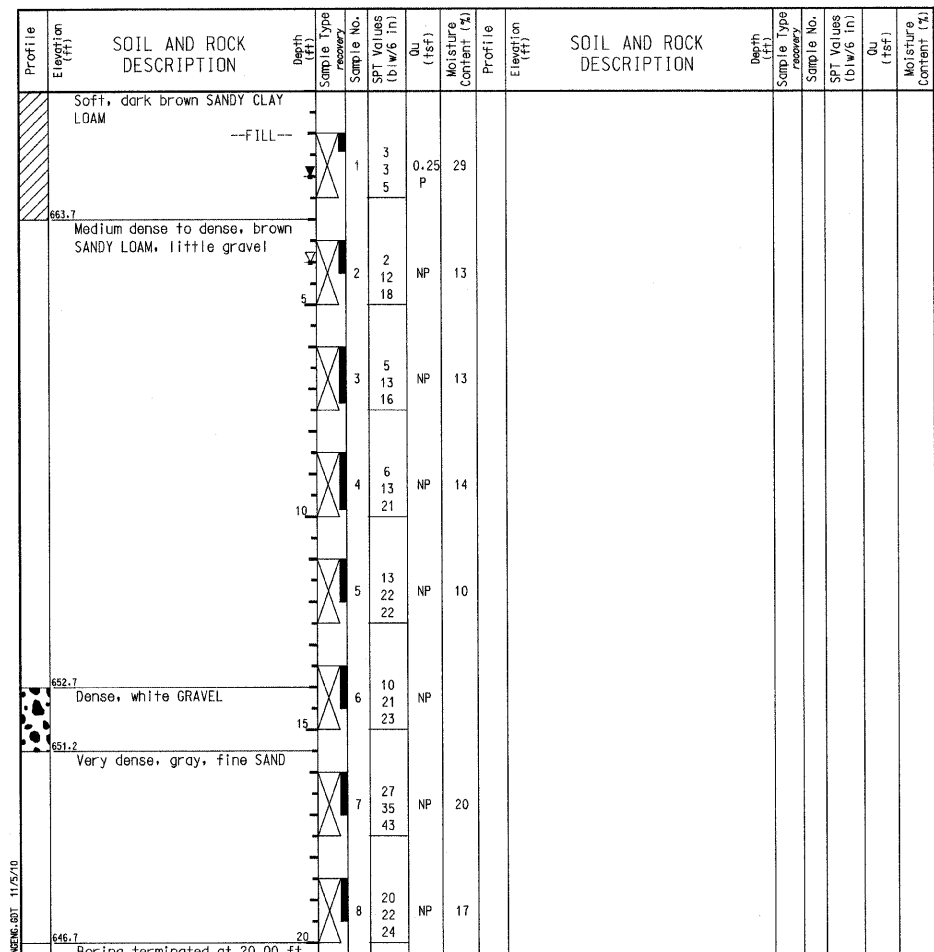 Profile
Elevation
(ft)
SOIL AND ROCK
DESCRIPTION
Depth
(ft)
Sample Type
recovery
Sample No.
SPT Values
(blw/6 in)
Qu
(tsf)
Moisture
Content (%)
Profile
Elevation
(ft)
SOIL AND ROCK
DESCRIPTION
Depth
(ft)
Sample Type
recovery
Sample No.
SPT Values
(blw/6 in)
Qu
(tsf)
Moisture
Content (%)
Soft, dark brown SANDY CLAY
LOAM
--FILL--
1
3
3
5
0.25
P
29
663.7
Medium dense to dense, brown
SANDY LOAM, little gravel
2
2
12
18
NP
13
5
3
5
13
16
NP
13
4
6
13
21
NP
14
10
5
13
22
22
NP
10
652.7
Dense, white GRAVEL
6
10
21
23
NP
15
651.2
Very dense, gray, fine SAND
7
27
35
43
NP
20
8
20
22
24
NP
17
646.7
20
Boring terminated at 20.00 ft
11/5/10